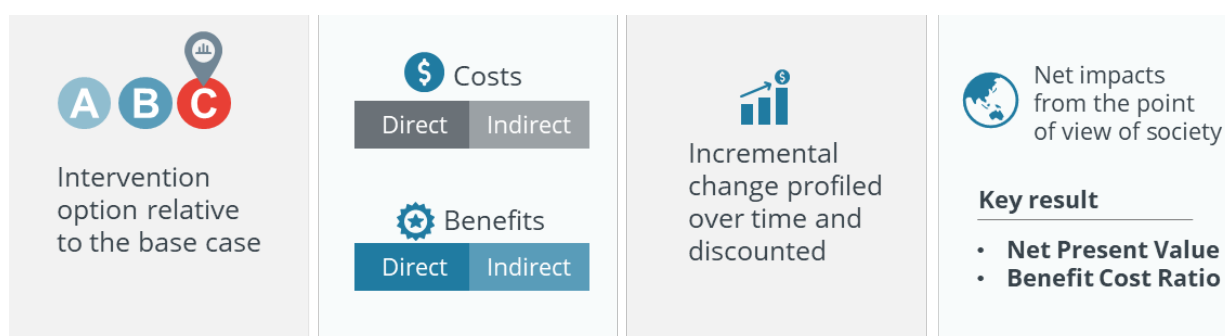 A B C
Intervention
option relative
to the base case
$ Costs
Direct Indirect
Benefits
Direct Indirect
$
Incremental
change profiled
over time and
discounted
Net impacts
from the point
of view of society
Key result
• Net Present Value
• Benefit Cost Ratio